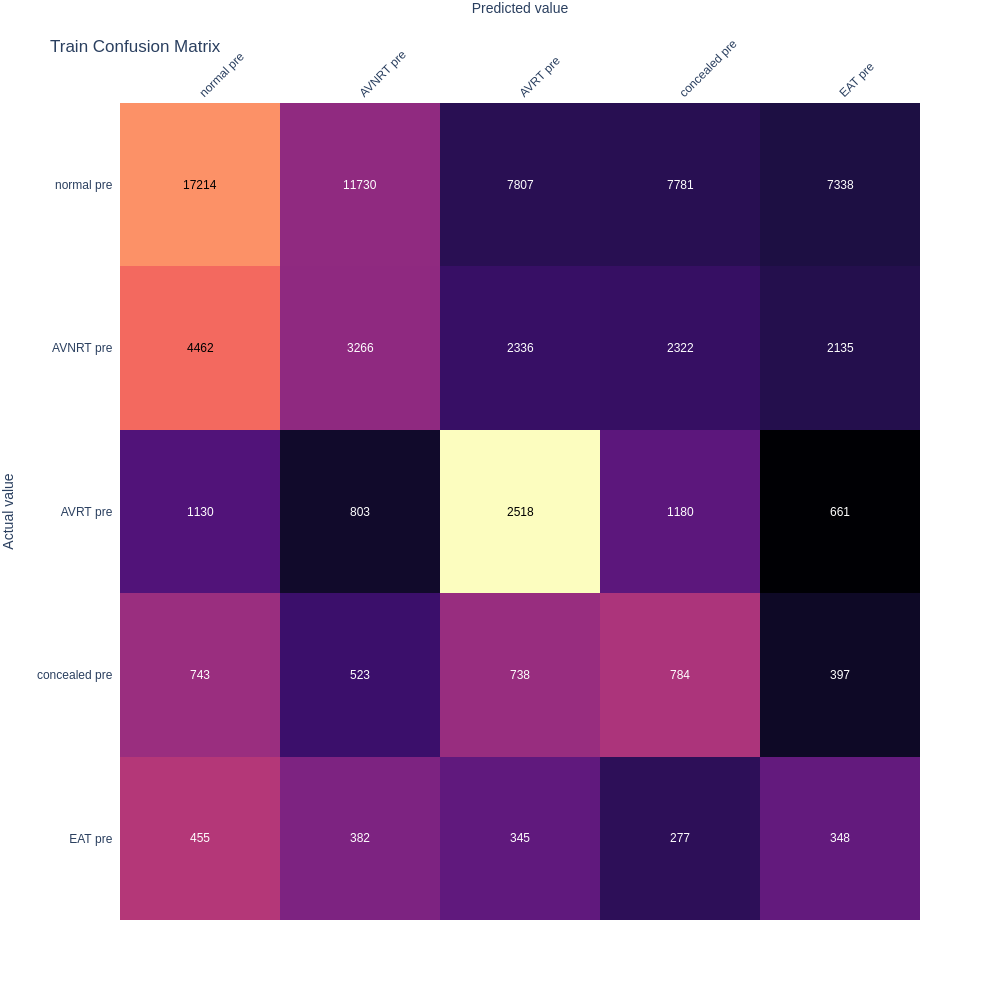 Predicted value
Train Confusion Matrix
normal pre AVNRT pre AVRT pre concealed pre EAT pre
normal pre 17214 11730 7807 7781 7338
AVNRT pre 4462 3266 2336 2322 2135
AVRT pre 1130 803 2518 1180 661
concealed pre 743 523 738 784 397
EAT pre 455 382 345 277 348
Actual value